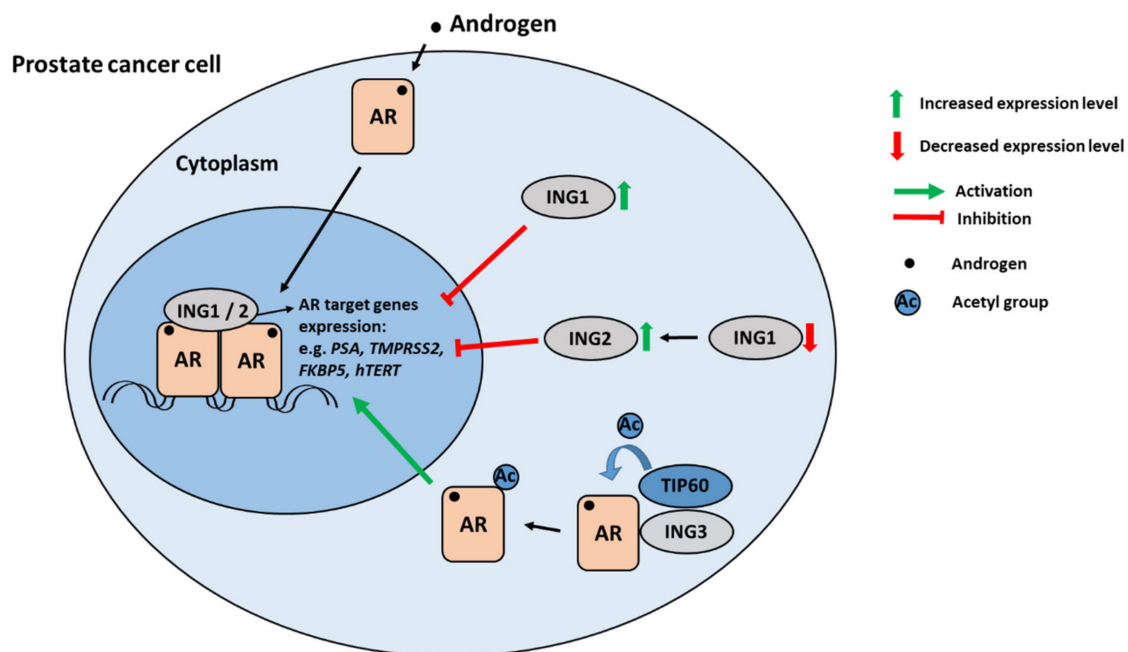 Androgen
Prostate cancer cell
AR
Cytoplasm
ING1
ING1 / 2
AR target genes
expression:
e.g. PSA, TMPRSS2,
FKBP5, hTERT
AR
AR
ING2
ING1
Ac
TIP60
Ac
AR
AR
ING3
Increased expression level
Decreased expression level
Activation
Inhibition
Androgen
Ac
Acetyl group